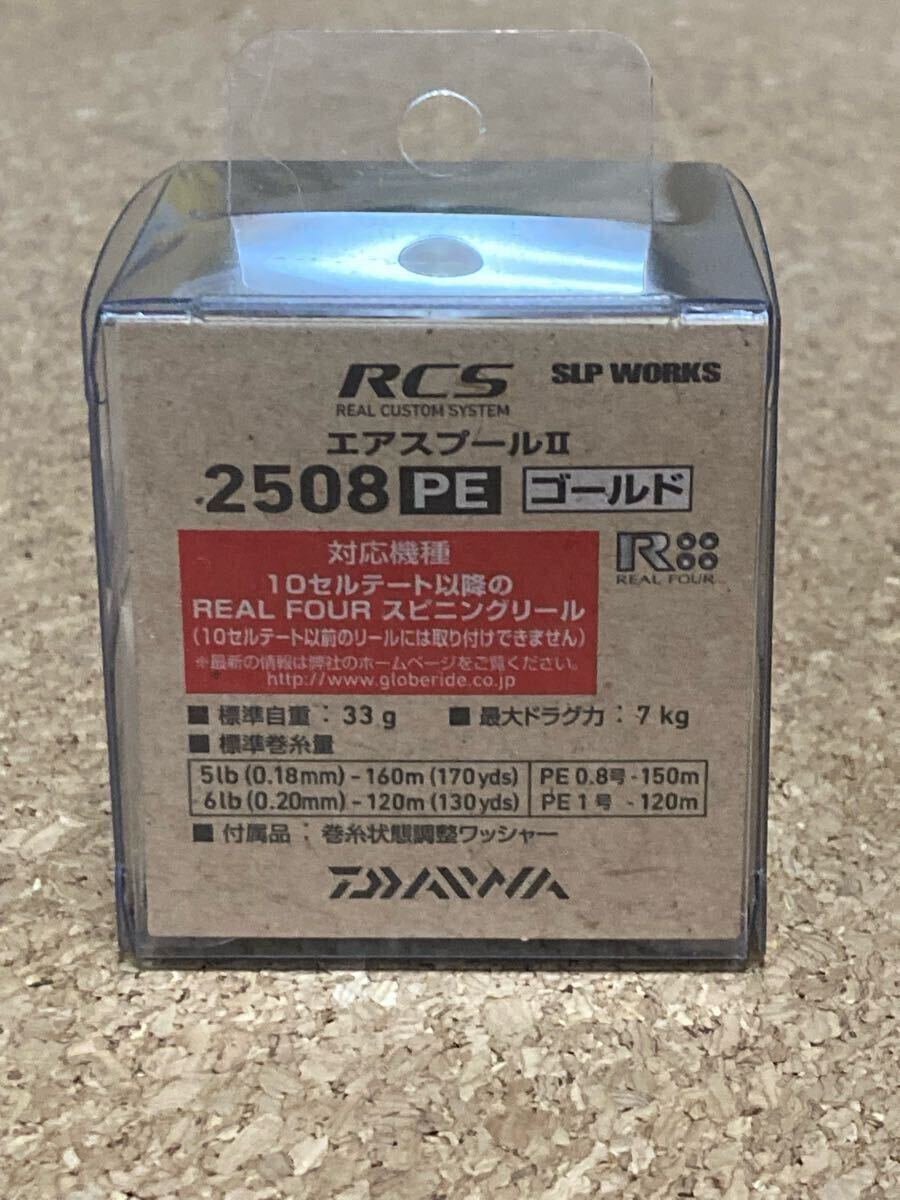 RCS SLP WORKS
REAL CUSTOM SYSTEM
エアスプールⅡ
2508 PE ゴールド
対応機種
10セルテート以降の
REAL FOUR スピニングリール
(10セルテート以前のリールには取り付けできません)
※最新の情報は弊社のホームページをご覧ください。
http://www.globeride.co.jp
R
REAL FOUR
■ 標準自重：33g ■ 最大ドラグ力：7kg
■ 標準巻糸量
5lb(0.18mm)-160m(170yds) PE 0.8号-150m
6lb(0.20mm)-120m(130yds) PE 1号 -120m
■ 付属品：巻糸状態調整ワッシャー
DAIWA